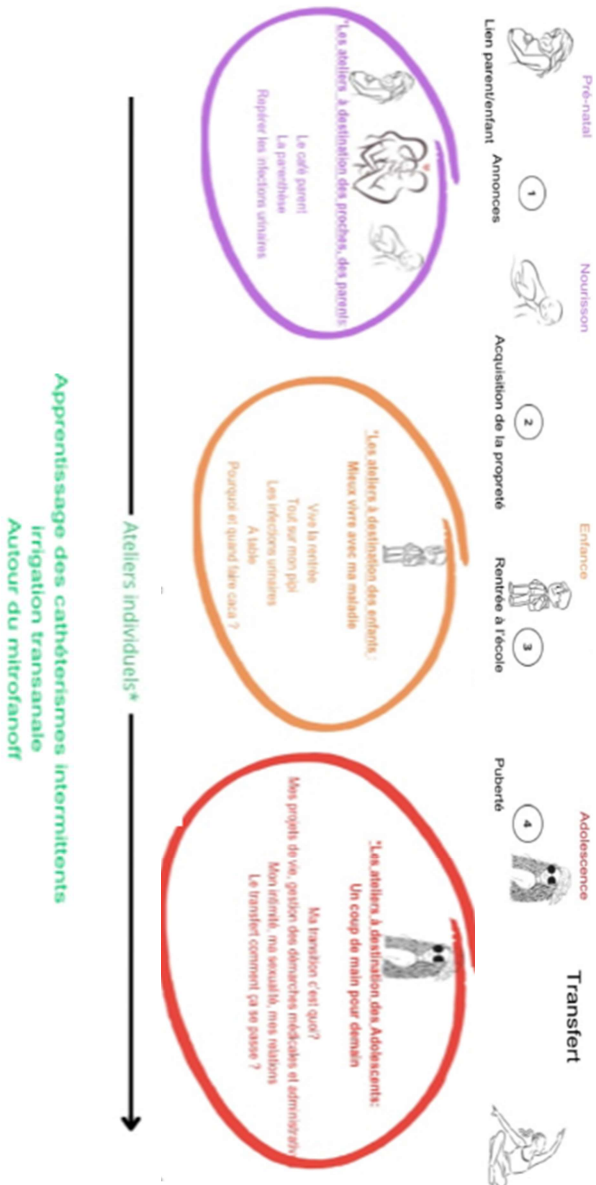 Pré-natal
Nourisson
Enfance
Adolescence
Transfert
1
2
3
4
Lien parent/enfant
Annonces
Acquisition de la propreté
Rentrée à l'école
Puberté
"Les ateliers à destination des proches, des parents
Le café parent
La parenthèse
Repérer les infections urinaires
"Les ateliers à destination des enfants :
Mieux vivre avec ma maladie
Vive la rentrée
Tout sur mon pipi
Les infections urinaires
A table
Pourquoi et quand faire caca ?
"Les ateliers à destination des Adolescents:
Un coup de main pour demain
Ma transition c'est quoi?
Mes projets de vie, gestion des démarches médicales et administrativ
Mon intimité, ma sexualité, mes relations
Le transfert comment ça se passe ?
Ateliers individuels*
Apprentissage des cathéterismes intermittents
irrigation transanale
Autour du mitrofanoff